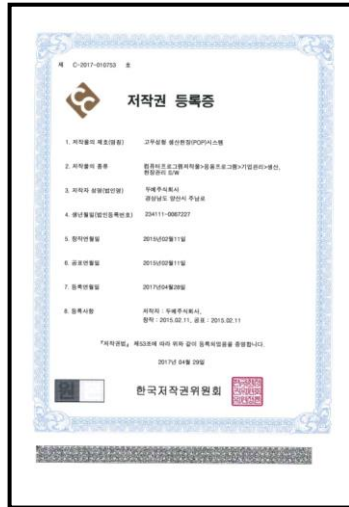 제 C-2017-010753 호
저작권 등록증
1. 저작물의 제호(명칭) 고무성형 생산현장(POP)시스템
2. 저작물의 종류 컴퓨터프로그램저작물>응용프로그램>기업관리>생산,
현장관리 S/W
3. 저작자 성명(법인명) 두배주식회사
경상남도 양산시 주남로
4. 생년월일(법인등록번호) 234111-0067227
5. 창작연월일 2015년02월11일
6. 공표연월일 2015년02월11일
7. 등록연월일 2017년04월28일
8. 등록사항 저작자 : 두배주식회사,
창작 : 2015.02.11, 공표 : 2015.02.11
『저작권법』 제53조에 따라 위와 같이 등록되었음을 증명합니다.
2017년 04월 28일
한국저작권위원회